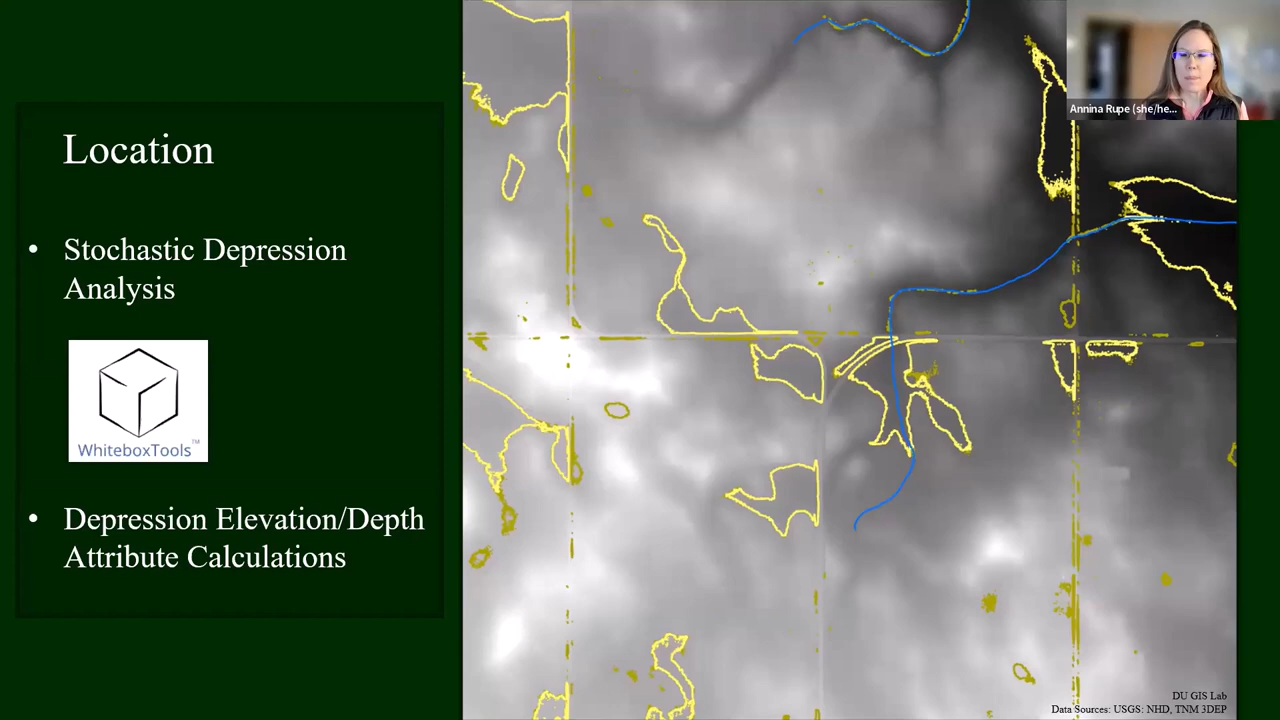 Location
• Stochastic Depression
Analysis
WhiteboxTools™
• Depression Elevation/Depth
Attribute Calculations
Annina Rupe (she/he...
DU GIS Lab
Data Sources: USGS: NHD, TNM 3DEP